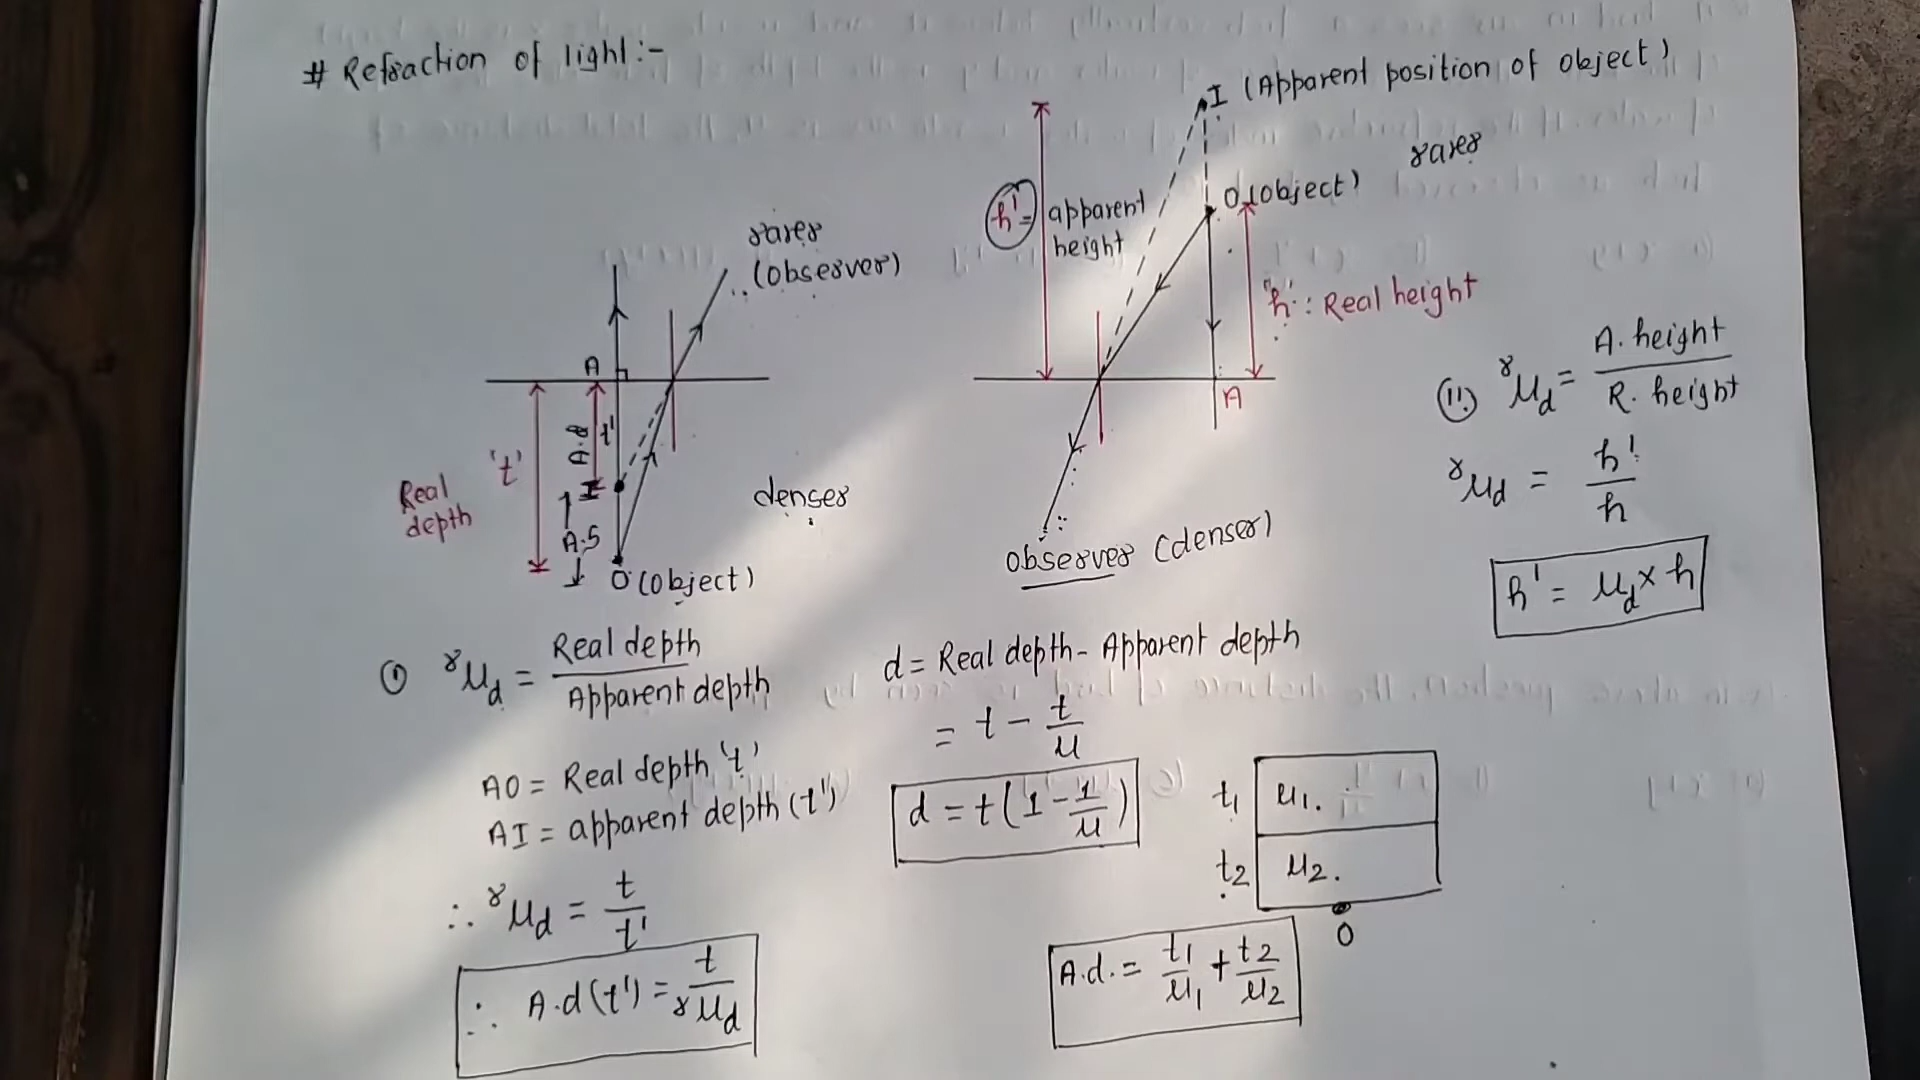 # Refraction of light :-
I (Apparent position of object)
rarer
O (object)
h' = apparent height
"h" : Real height
rarer
(observer)
A
A
A.d
t'
't'
Real depth
I
A.S
O (object)
denser
observer (denser)
(ii) ʳμd = A. height / R. height
ʳμd = h' / h
h' = μd × h
(i) ʳμd = Real depth / Apparent depth
AO = Real depth 't'
AI = apparent depth (t')
∴ ʳμd = t / t'
∴ A.d (t') = t / ʳμd
d = Real depth - Apparent depth
= t - t/μ
d = t (1 - 1/μ)
t₁ μ₁.
t₂ μ₂.
O
A.d. = t₁/μ₁ + t₂/μ₂